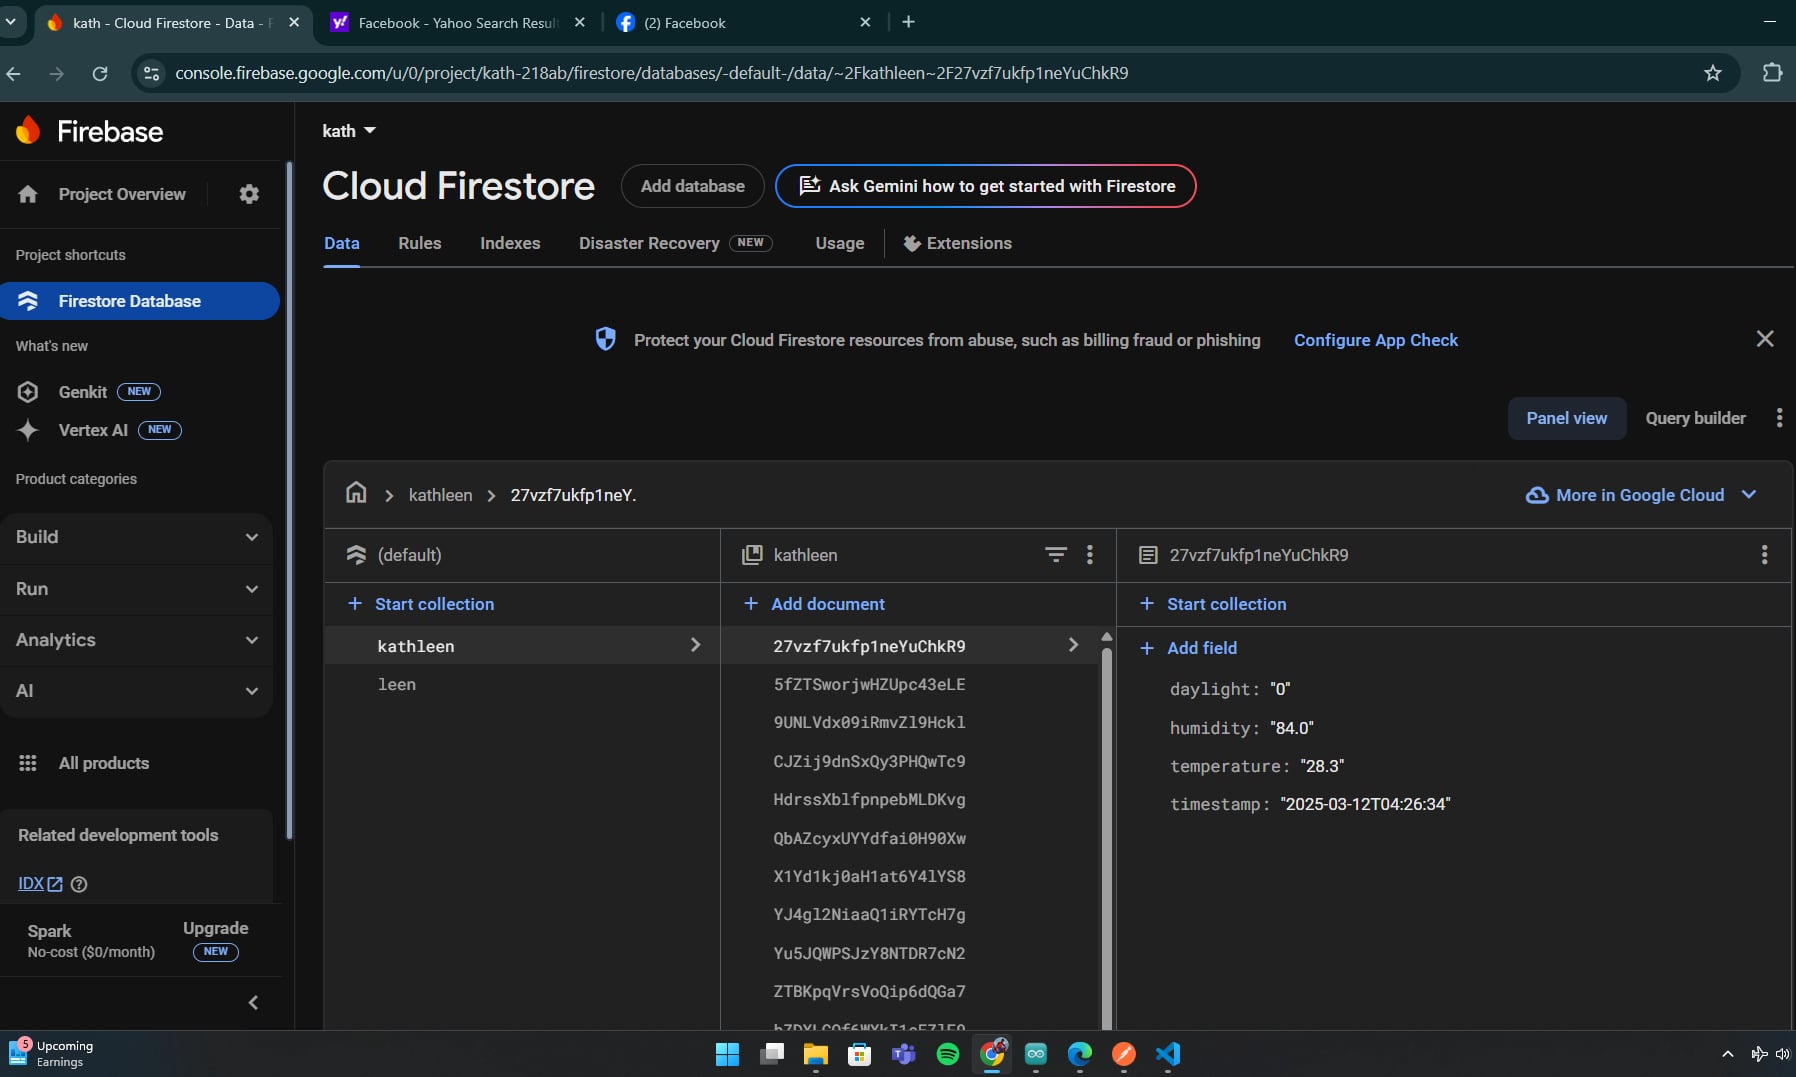 kath - Cloud Firestore - Data -
Facebook - Yahoo Search Resul
(2) Facebook
console.firebase.google.com/u/0/project/kath-218ab/firestore/databases/-default-/data/~2Fkathleen~2F27vzf7ukfp1neYuChkR9
Firebase
kath
Project Overview
Cloud Firestore
Add database
Ask Gemini how to get started with Firestore
Project shortcuts
Data
Rules
Indexes
Disaster Recovery NEW
Usage
Extensions
Firestore Database
What's new
Protect your Cloud Firestore resources from abuse, such as billing fraud or phishing
Configure App Check
Genkit NEW
Vertex AI NEW
Panel view
Query builder
Product categories
kathleen
27vzf7ukfp1neY.
More in Google Cloud
Build
Run
Analytics
AI
(default)
kathleen
27vzf7ukfp1neYuChkR9
Start collection
Add document
Start collection
kathleen
leen
27vzf7ukfp1neYuChkR9
5fZTSworjwHZUpc43eLE
9UNLVdx09iRmvZl9Hckl
CJZij9dnSxQy3PHQwTc9
HdrssXblfpnpebMLDKvg
QbAZcyxUYYdfai0H90Xw
X1Yd1kj0aH1at6Y4lYS8
YJ4gl2NiaaQ1iRYTcH7g
Yu5JQWPSJzY8NTDR7cN2
ZTBKpqVrsVoQip6dQGa7
Add field
daylight: "0"
humidity: "84.0"
temperature: "28.3"
timestamp: "2025-03-12T04:26:34"
All products
Related development tools
IDX
Spark
No-cost ($0/month)
Upgrade
NEW
5
Upcoming
Earnings